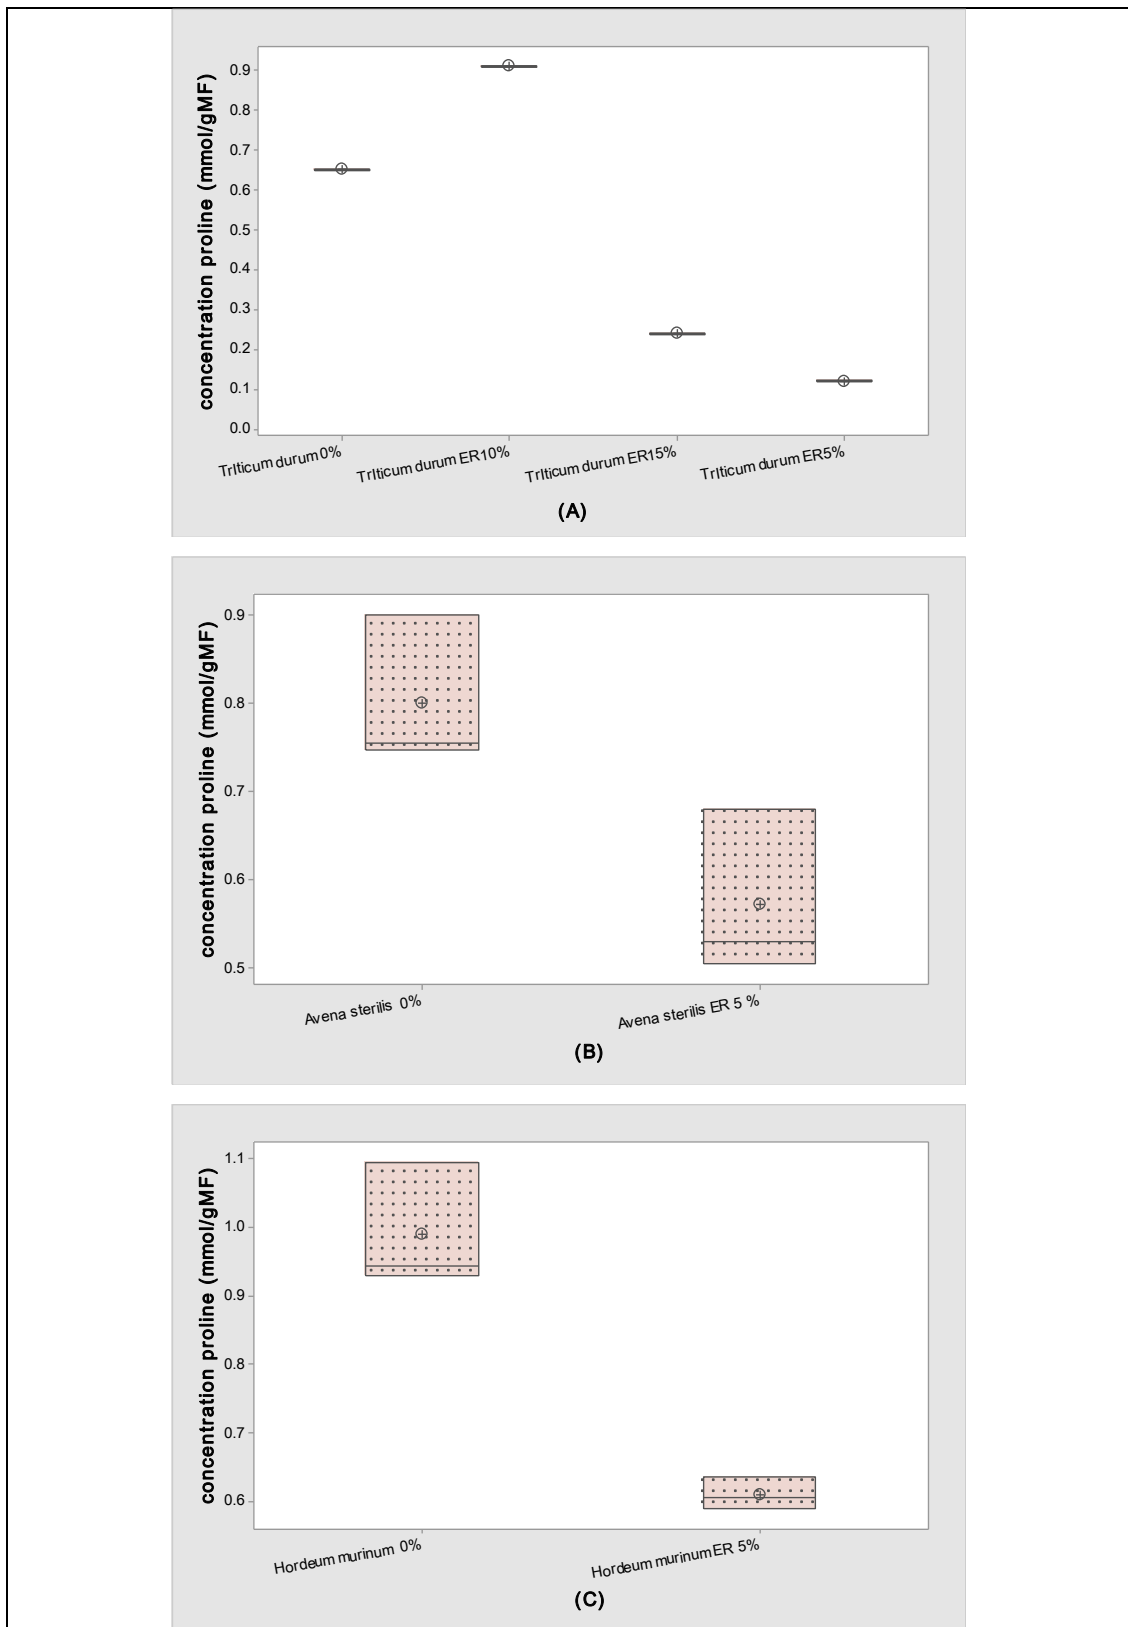 concentration proline (mmol/gMF)
0.9
0.8
0.7
0.6
0.5
0.4
0.3
0.2
0.1
0.0
Triticum durum 0%
Triticum durum ER10%
Triticum durum ER15%
Triticum durum ER5%
(A)
concentration proline (mmol/gMF)
0.9
0.8
0.7
0.6
0.5
Avena sterilis 0%
Avena sterilis ER 5 %
(B)
concentration proline (mmol/gMF)
1.1
1.0
0.9
0.8
0.7
0.6
Hordeum murinum 0%
Hordeum murinum ER 5%
(C)